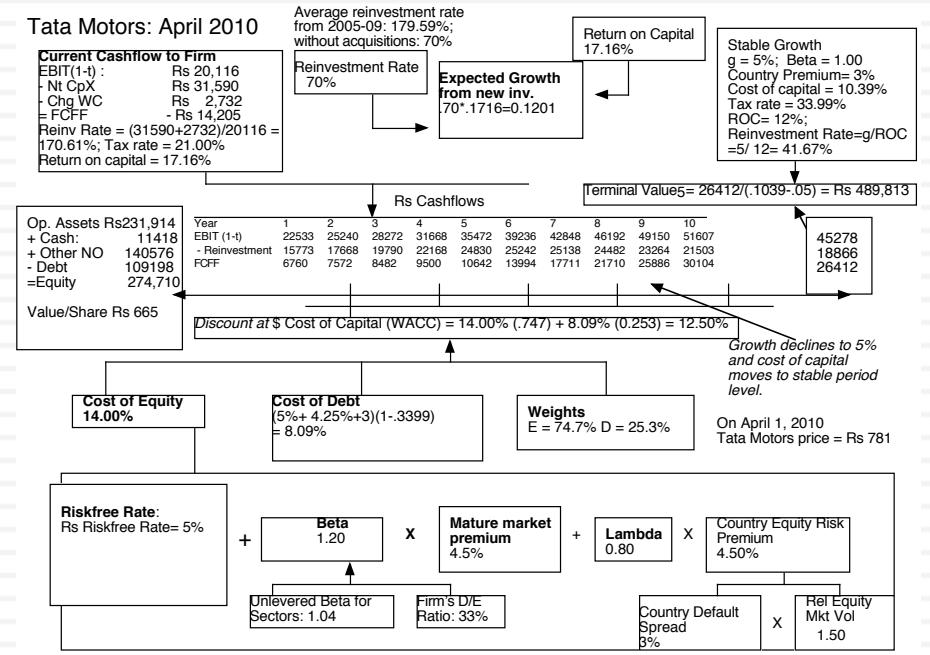 Tata Motors: April 2010
Average reinvestment rate
from 2005-09: 179.59%;
without acquisitions: 70%
Current Cashflow to Firm
EBIT(1-t) : Rs 20,116
- Nt CpX Rs 31,590
- Chg WC Rs 2,732
= FCFF - Rs 14,205
Reinv Rate = (31590+2732)/20116 =
170.61%; Tax rate = 21.00%
Return on capital = 17.16%
Reinvestment Rate
70%
Expected Growth
from new inv.
.70*.1716=0.1201
Return on Capital
17.16%
Stable Growth
g = 5%; Beta = 1.00
Country Premium= 3%
Cost of capital = 10.39%
Tax rate = 33.99%
ROC= 12%;
Reinvestment Rate=g/ROC
=5/ 12= 41.67%
Terminal Value5= 26412/(.1039-.05) = Rs 489,813
Rs Cashflows
Op. Assets Rs231,914
+ Cash: 11418
+ Other NO 140576
- Debt 109198
=Equity 274,710
Value/Share Rs 665
Year 1 2 3 4 5 6 7 8 9 10
EBIT (1-t) 22533 25240 28272 31668 35472 39236 42848 46192 49150 51607
- Reinvestment 15773 17668 19790 22168 24830 25242 25138 24482 23264 21503
FCFF 6760 7572 8482 9500 10642 13994 17711 21710 25886 30104
45278
18866
26412
Discount at $ Cost of Capital (WACC) = 14.00% (.747) + 8.09% (0.253) = 12.50%
Growth declines to 5%
and cost of capital
moves to stable period
level.
Cost of Equity
14.00%
Cost of Debt
(5%+ 4.25%+3)(1-.3399)
= 8.09%
Weights
E = 74.7% D = 25.3%
On April 1, 2010
Tata Motors price = Rs 781
Riskfree Rate:
Rs Riskfree Rate= 5%
+
Beta
1.20
X
Mature market
premium
4.5%
+
Lambda
0.80
X
Country Equity Risk
Premium
4.50%
Unlevered Beta for
Sectors: 1.04
Firm's D/E
Ratio: 33%
Country Default
Spread
3%
X
Rel Equity
Mkt Vol
1.50